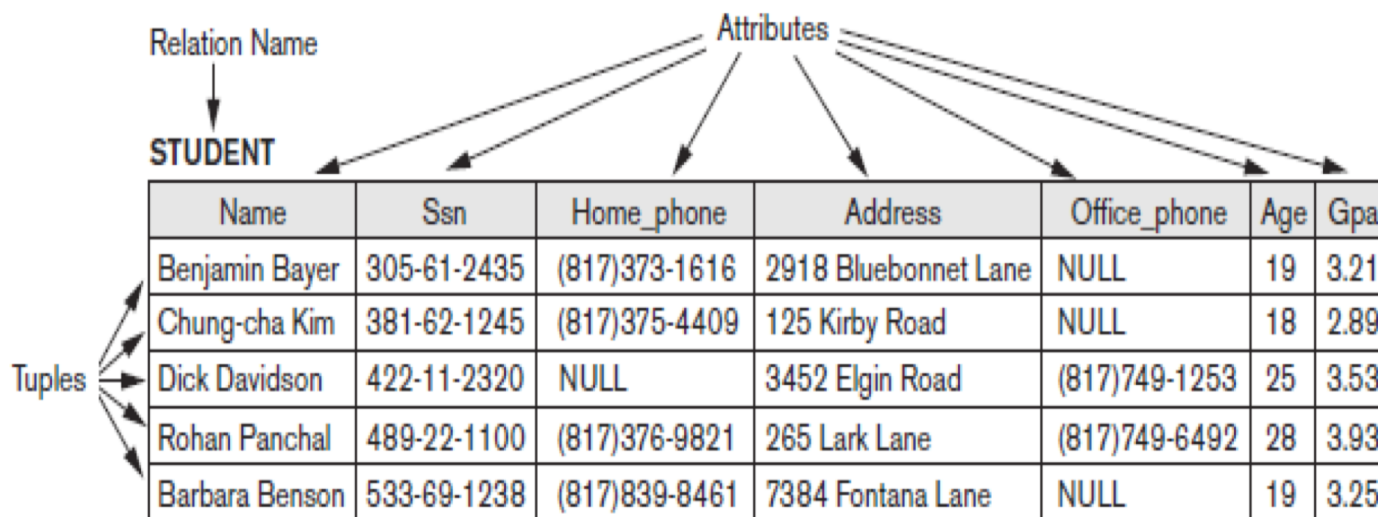 Attributes
Relation Name
STUDENT
Name Ssn Home_phone Address Office_phone Age Gpa
Benjamin Bayer 305-61-2435 (817)373-1616 2918 Bluebonnet Lane NULL 19 3.21
Chung-cha Kim 381-62-1245 (817)375-4409 125 Kirby Road NULL 18 2.89
Tuples Dick Davidson 422-11-2320 NULL 3452 Elgin Road (817)749-1253 25 3.53
Rohan Panchal 489-22-1100 (817)376-9821 265 Lark Lane (817)749-6492 28 3.93
Barbara Benson 533-69-1238 (817)839-8461 7384 Fontana Lane NULL 19 3.25